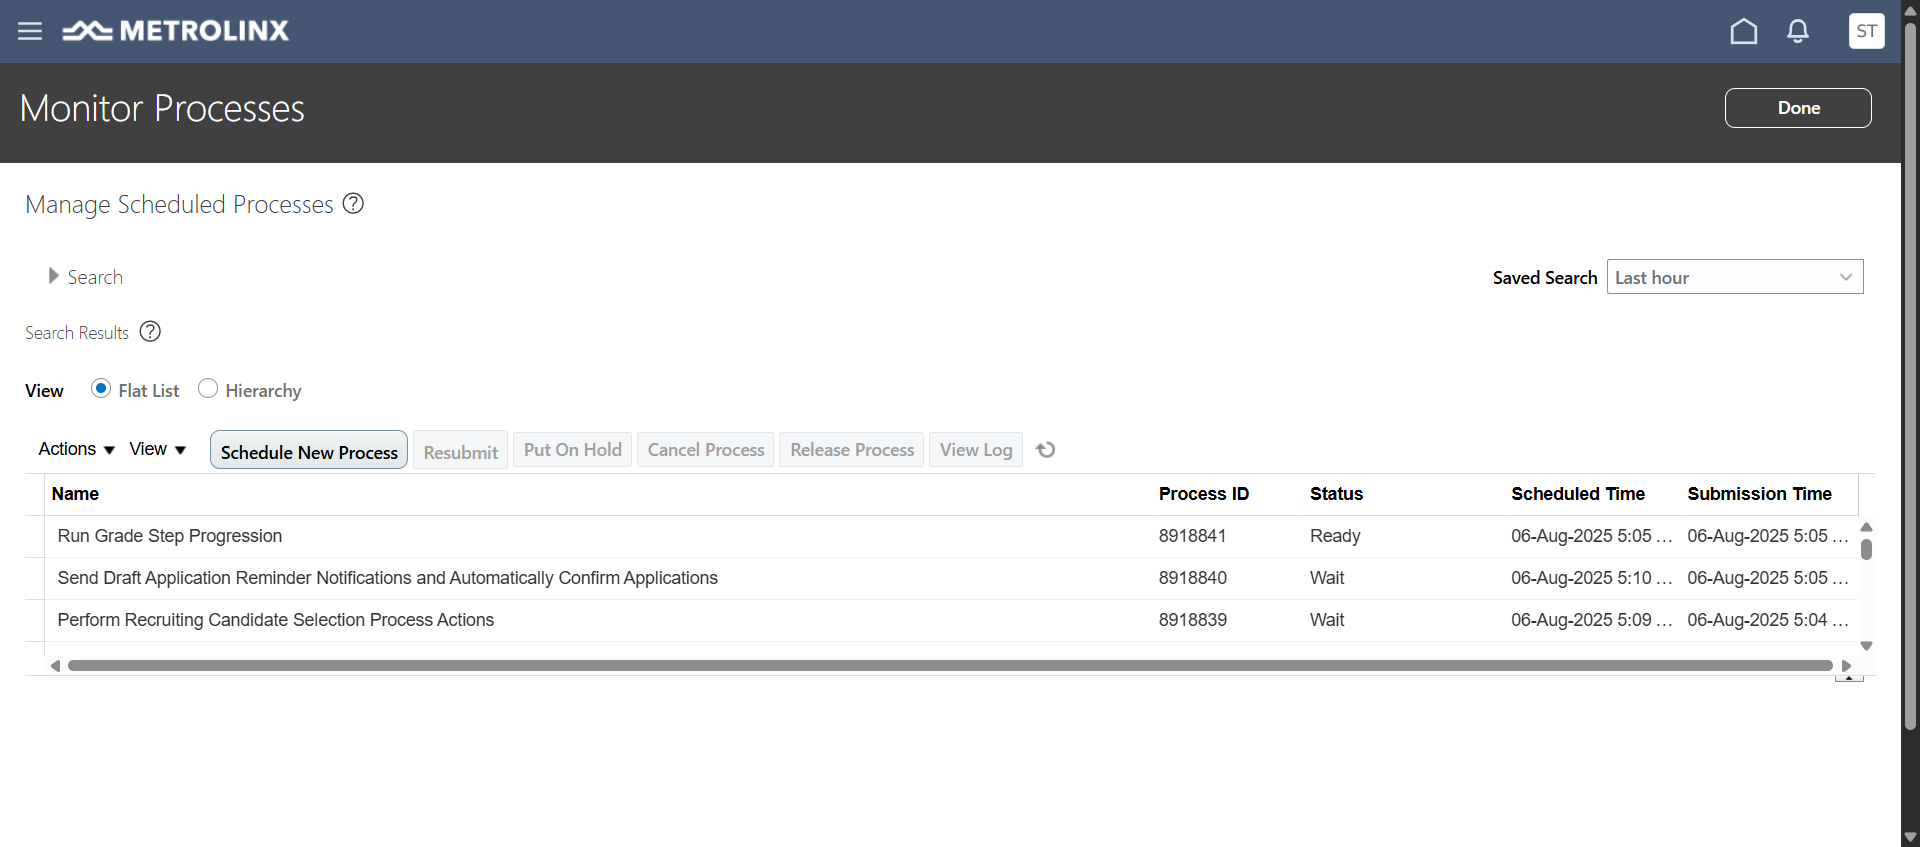 METROLINX
ST
Monitor Processes
Done
Manage Scheduled Processes ?
Search
Saved Search Last hour
Search Results ?
View Flat List Hierarchy
Actions View Schedule New Process Resubmit Put On Hold Cancel Process Release Process View Log
Name Process ID Status Scheduled Time Submission Time
Run Grade Step Progression 8918841 Ready 06-Aug-2025 5:05 ... 06-Aug-2025 5:05 ...
Send Draft Application Reminder Notifications and Automatically Confirm Applications 8918840 Wait 06-Aug-2025 5:10 ... 06-Aug-2025 5:05 ...
Perform Recruiting Candidate Selection Process Actions 8918839 Wait 06-Aug-2025 5:09 ... 06-Aug-2025 5:04 ...